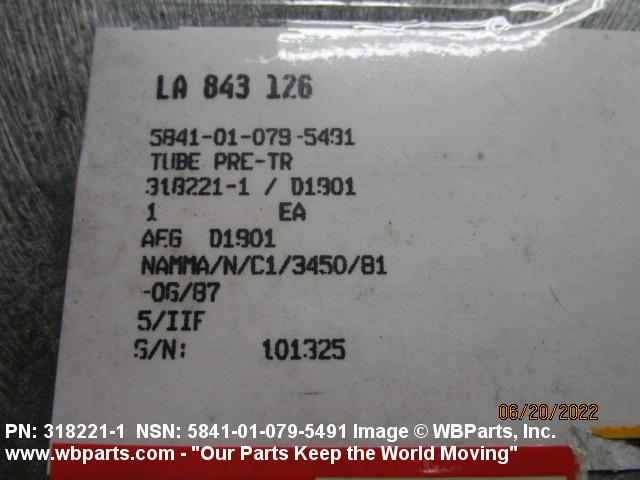 LA 843 126
5841-01-079-5491
TUBE PRE-TR
318221-1 / D1901
1 EA
AEG D1901
NAMMA/N/C1/3450/81
-06/87
5/IIF
S/N: 101325
06/20/2022
PN: 318221-1 NSN: 5841-01-079-5491 Image © WBParts, Inc.
www.wbparts.com - "Our Parts Keep the World Moving"